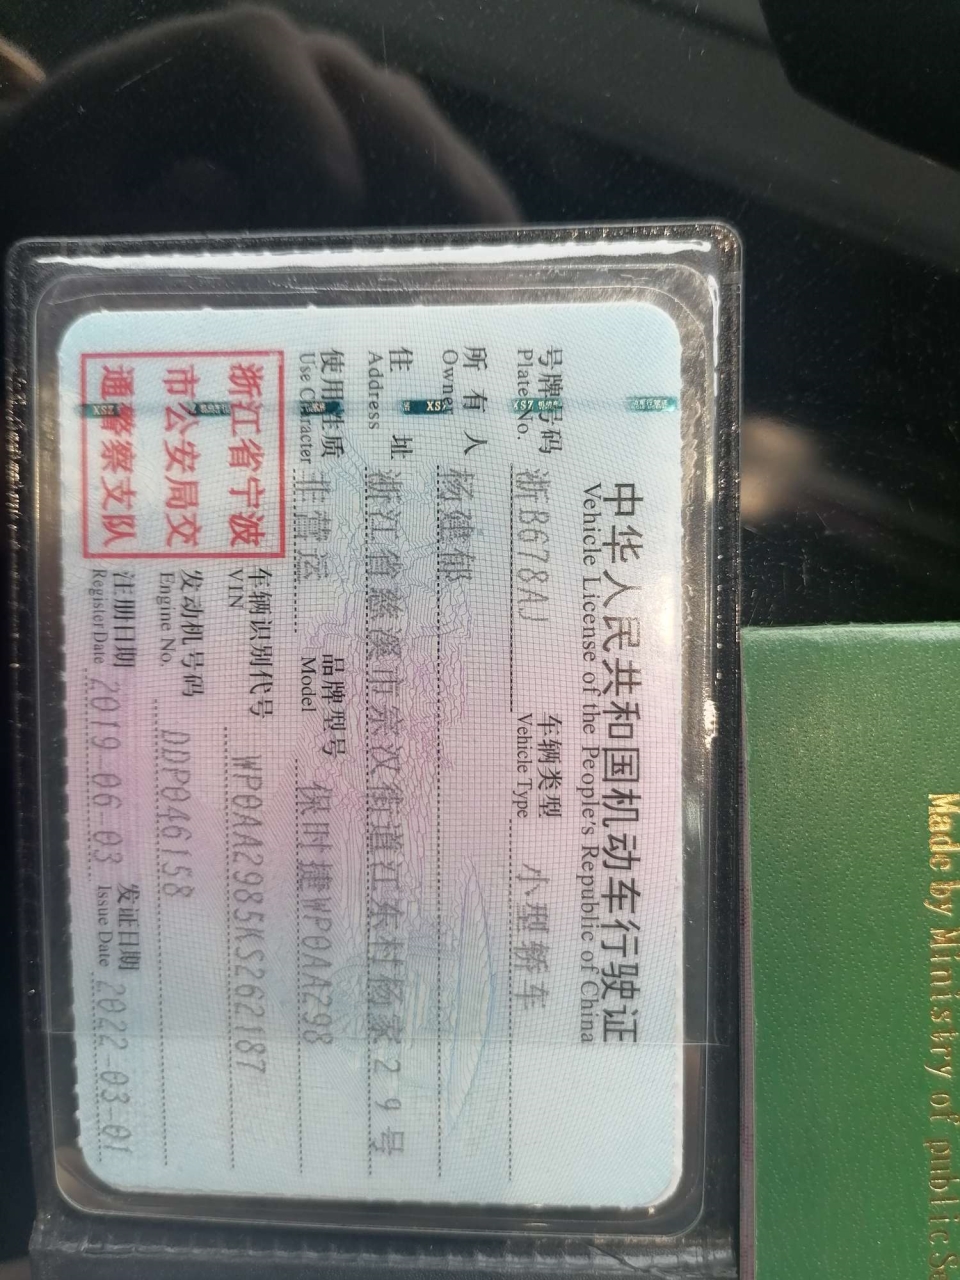 中华人民共和国机动车行驶证
Vehicle License of the People's Republic of China
号牌号码 浙B678AJ 车辆类型 小型轿车
Plate No. Vehicle Type
所有人 杨建郁
Owner
住址 浙江省慈溪市宗汉街道江东村杨家29号
Address
使用性质 非营运 品牌型号 保时捷WP0AA298
Use Character Model
浙江省宁波
市公安局交
通警察支队
车辆识别代号 WP0AA2985KS262187
VIN
发动机号码 DDP046158
Engine No.
注册日期 2019-06-03 发证日期 2022-03-01
Register Date Issue Date
Made by Ministry of public